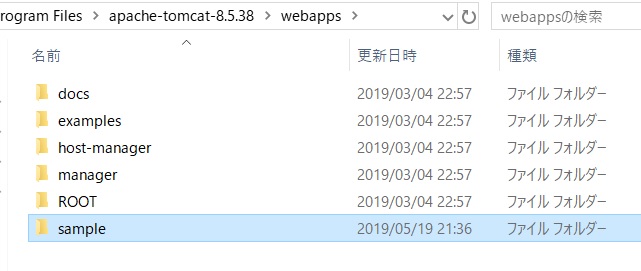 rogram Files > apache-tomcat-8.5.38 > webapps > webappsの検索
名前 更新日時 種類
docs 2019/03/04 22:57 ファイル フォルダー
examples 2019/03/04 22:57 ファイル フォルダー
host-manager 2019/03/04 22:57 ファイル フォルダー
manager 2019/03/04 22:57 ファイル フォルダー
ROOT 2019/03/04 22:57 ファイル フォルダー
sample 2019/05/19 21:36 ファイル フォルダー